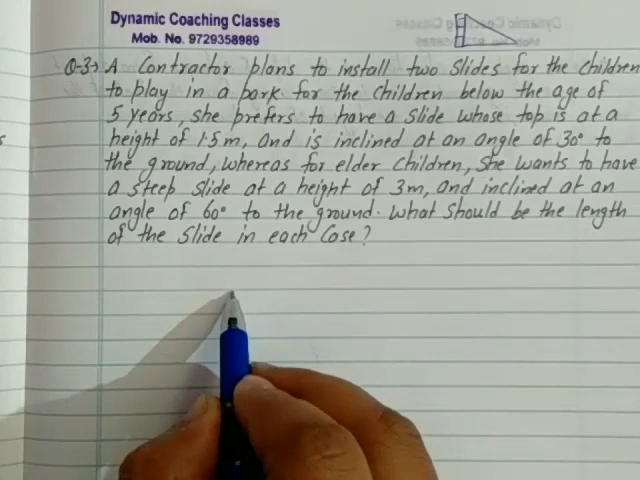 Dynamic Coaching Classes
Mob. No. 9729358989
Q-3→ A Contractor plans to install two slides for the children
to play in a park. for the children below the age of
5 years, she prefers to have a slide whose top is at a
height of 1.5 m, and is inclined at an angle of 30° to
the ground, whereas for elder children, she wants to have
a steep slide at a height of 3m, and inclined at an
angle of 60° to the ground. what should be the length
of the slide in each Case?